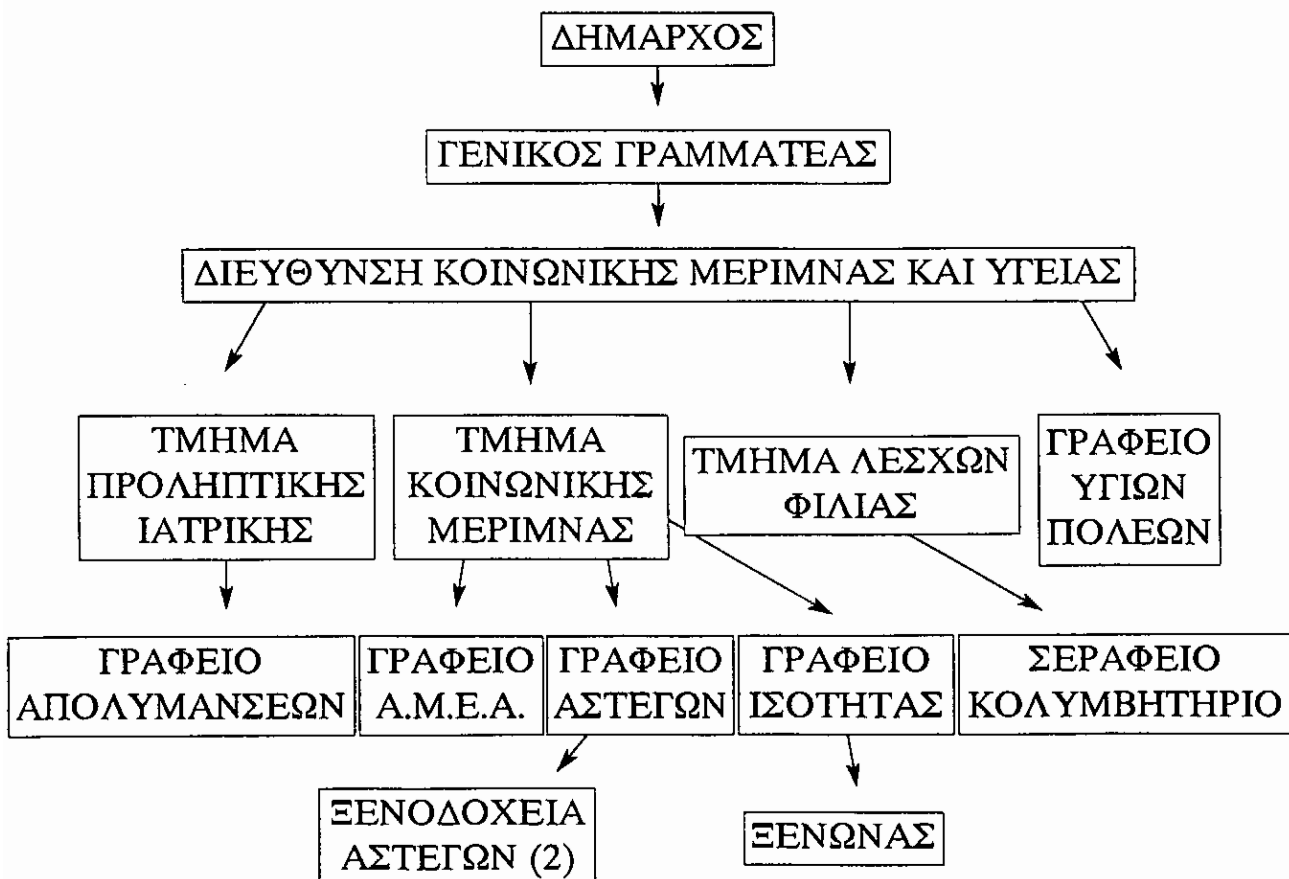 ΔΗΜΑΡΧΟΣ
ΓΕΝΙΚΟΣ ΓΡΑΜΜΑΤΕΑΣ
ΔΙΕΥΘΥΝΣΗ ΚΟΙΝΩΝΙΚΗΣ ΜΕΡΙΜΝΑΣ ΚΑΙ ΥΓΕΙΑΣ
ΤΜΗΜΑ
ΠΡΟΛΗΠΤΙΚΗΣ
ΙΑΤΡΙΚΗΣ
ΤΜΗΜΑ
ΚΟΙΝΩΝΙΚΗΣ
ΜΕΡΙΜΝΑΣ
ΤΜΗΜΑ ΛΕΣΧΩΝ
ΦΙΛΙΑΣ
ΓΡΑΦΕΙΟ
ΥΓΙΩΝ
ΠΟΛΕΩΝ
ΓΡΑΦΕΙΟ
ΑΠΟΛΥΜΑΝΣΕΩΝ
ΓΡΑΦΕΙΟ
Α.Μ.Ε.Α.
ΓΡΑΦΕΙΟ
ΑΣΤΕΓΩΝ
ΓΡΑΦΕΙΟ
ΙΣΟΤΗΤΑΣ
ΣΕΡΑΦΕΙΟ
ΚΟΛΥΜΒΗΤΗΡΙΟ
ΞΕΝΟΔΟΧΕΙΑ
ΑΣΤΕΓΩΝ (2)
ΞΕΝΩΝΑΣ